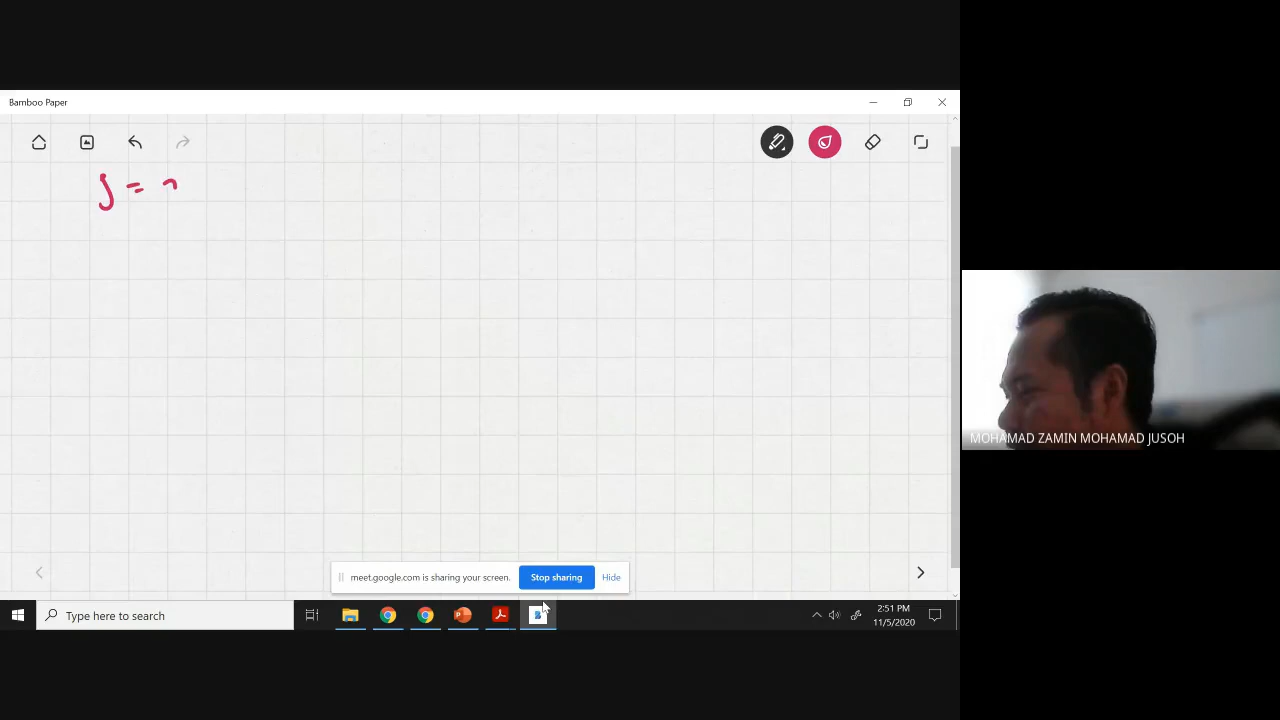 Bamboo Paper
MOHAMAD ZAMIN MOHAMAD JUSOH
meet.google.com is sharing your screen.
Stop sharing
Hide
Type here to search
2:51 PM
11/5/2020